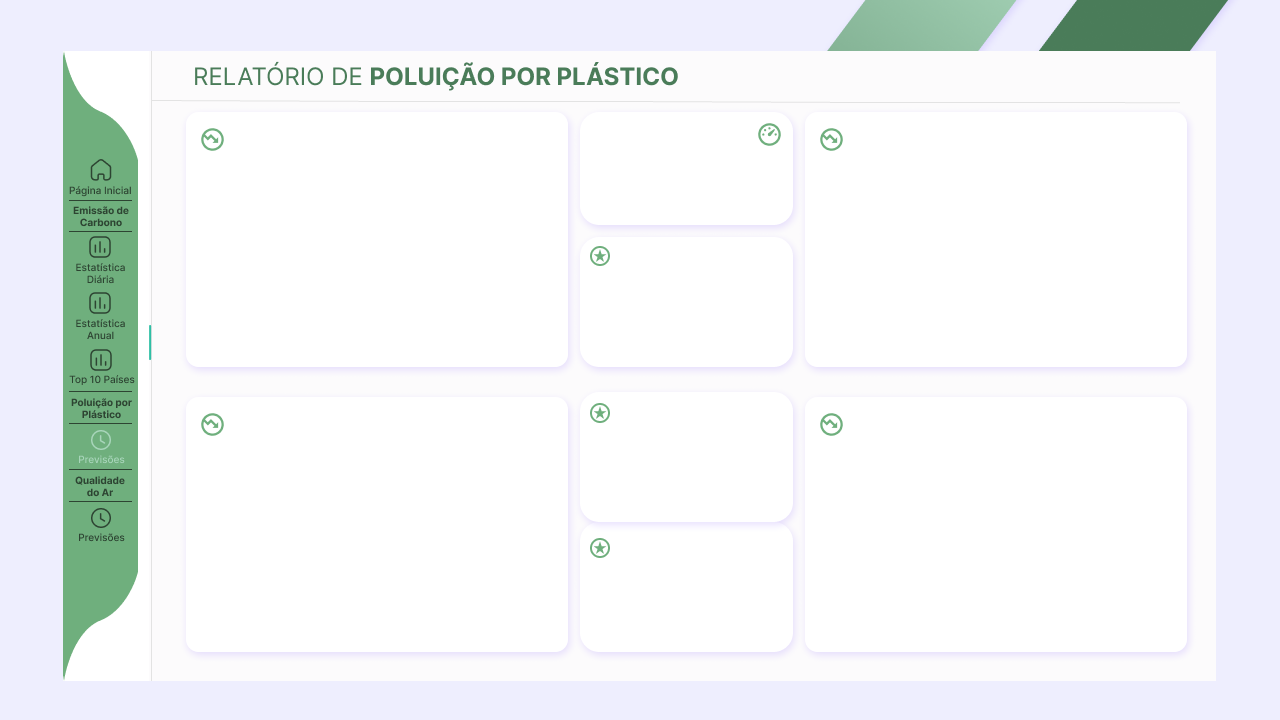 RELATÓRIO DE POLUIÇÃO POR PLÁSTICO
Página Inicial
Emissão de
Carbono
Estatística
Diária
Estatística
Anual
Top 10 Países
Poluição por
Plástico
Previsões
Qualidade
do Ar
Previsões